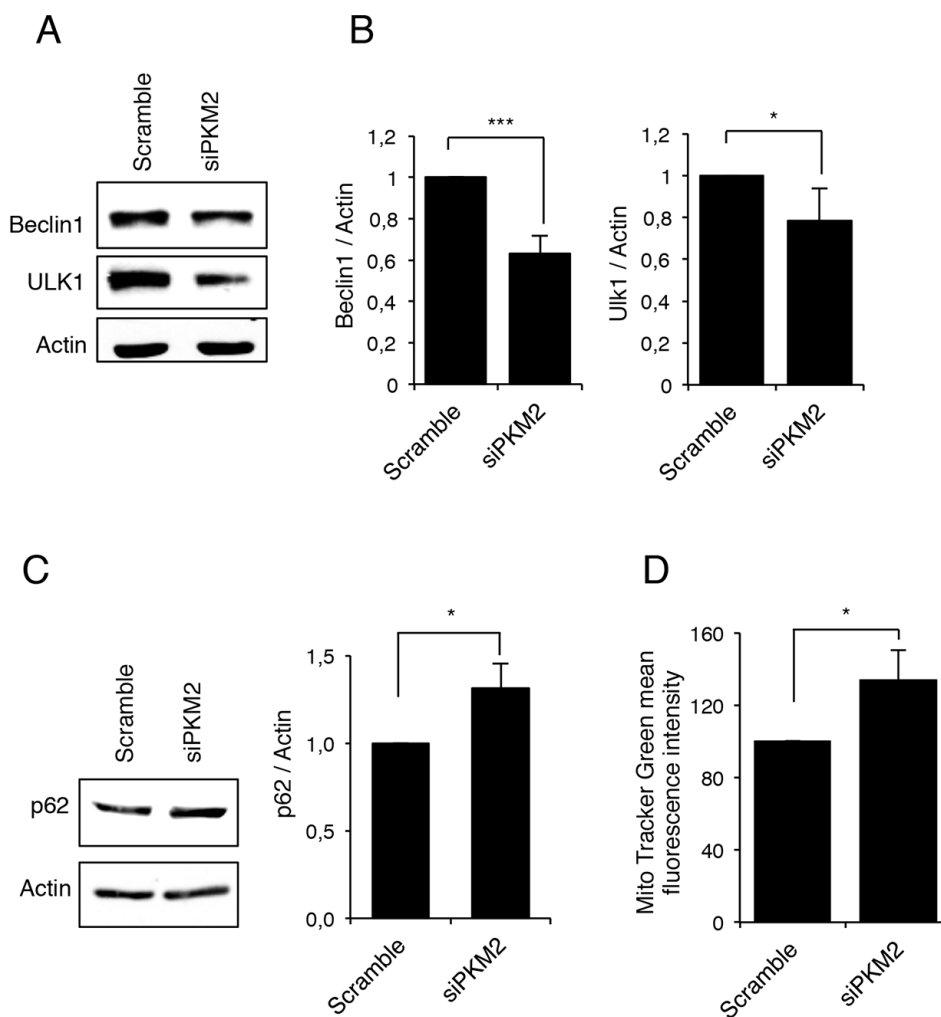 A
Scramble
siPKM2
Beclin1
ULK1
Actin
B
***
1,2
1
0,8
0,6
0,4
0,2
0
Beclin1 / Actin
Scramble
siPKM2
*
1,2
1
0,8
0,6
0,4
0,2
0
Ulk1 / Actin
Scramble
siPKM2
C
Scramble
siPKM2
p62
Actin
*
1,5
1,0
0,5
0,0
p62 / Actin
Scramble
siPKM2
D
*
160
120
80
40
0
Mito Tracker Green mean
fluorescence intensity
Scramble
siPKM2